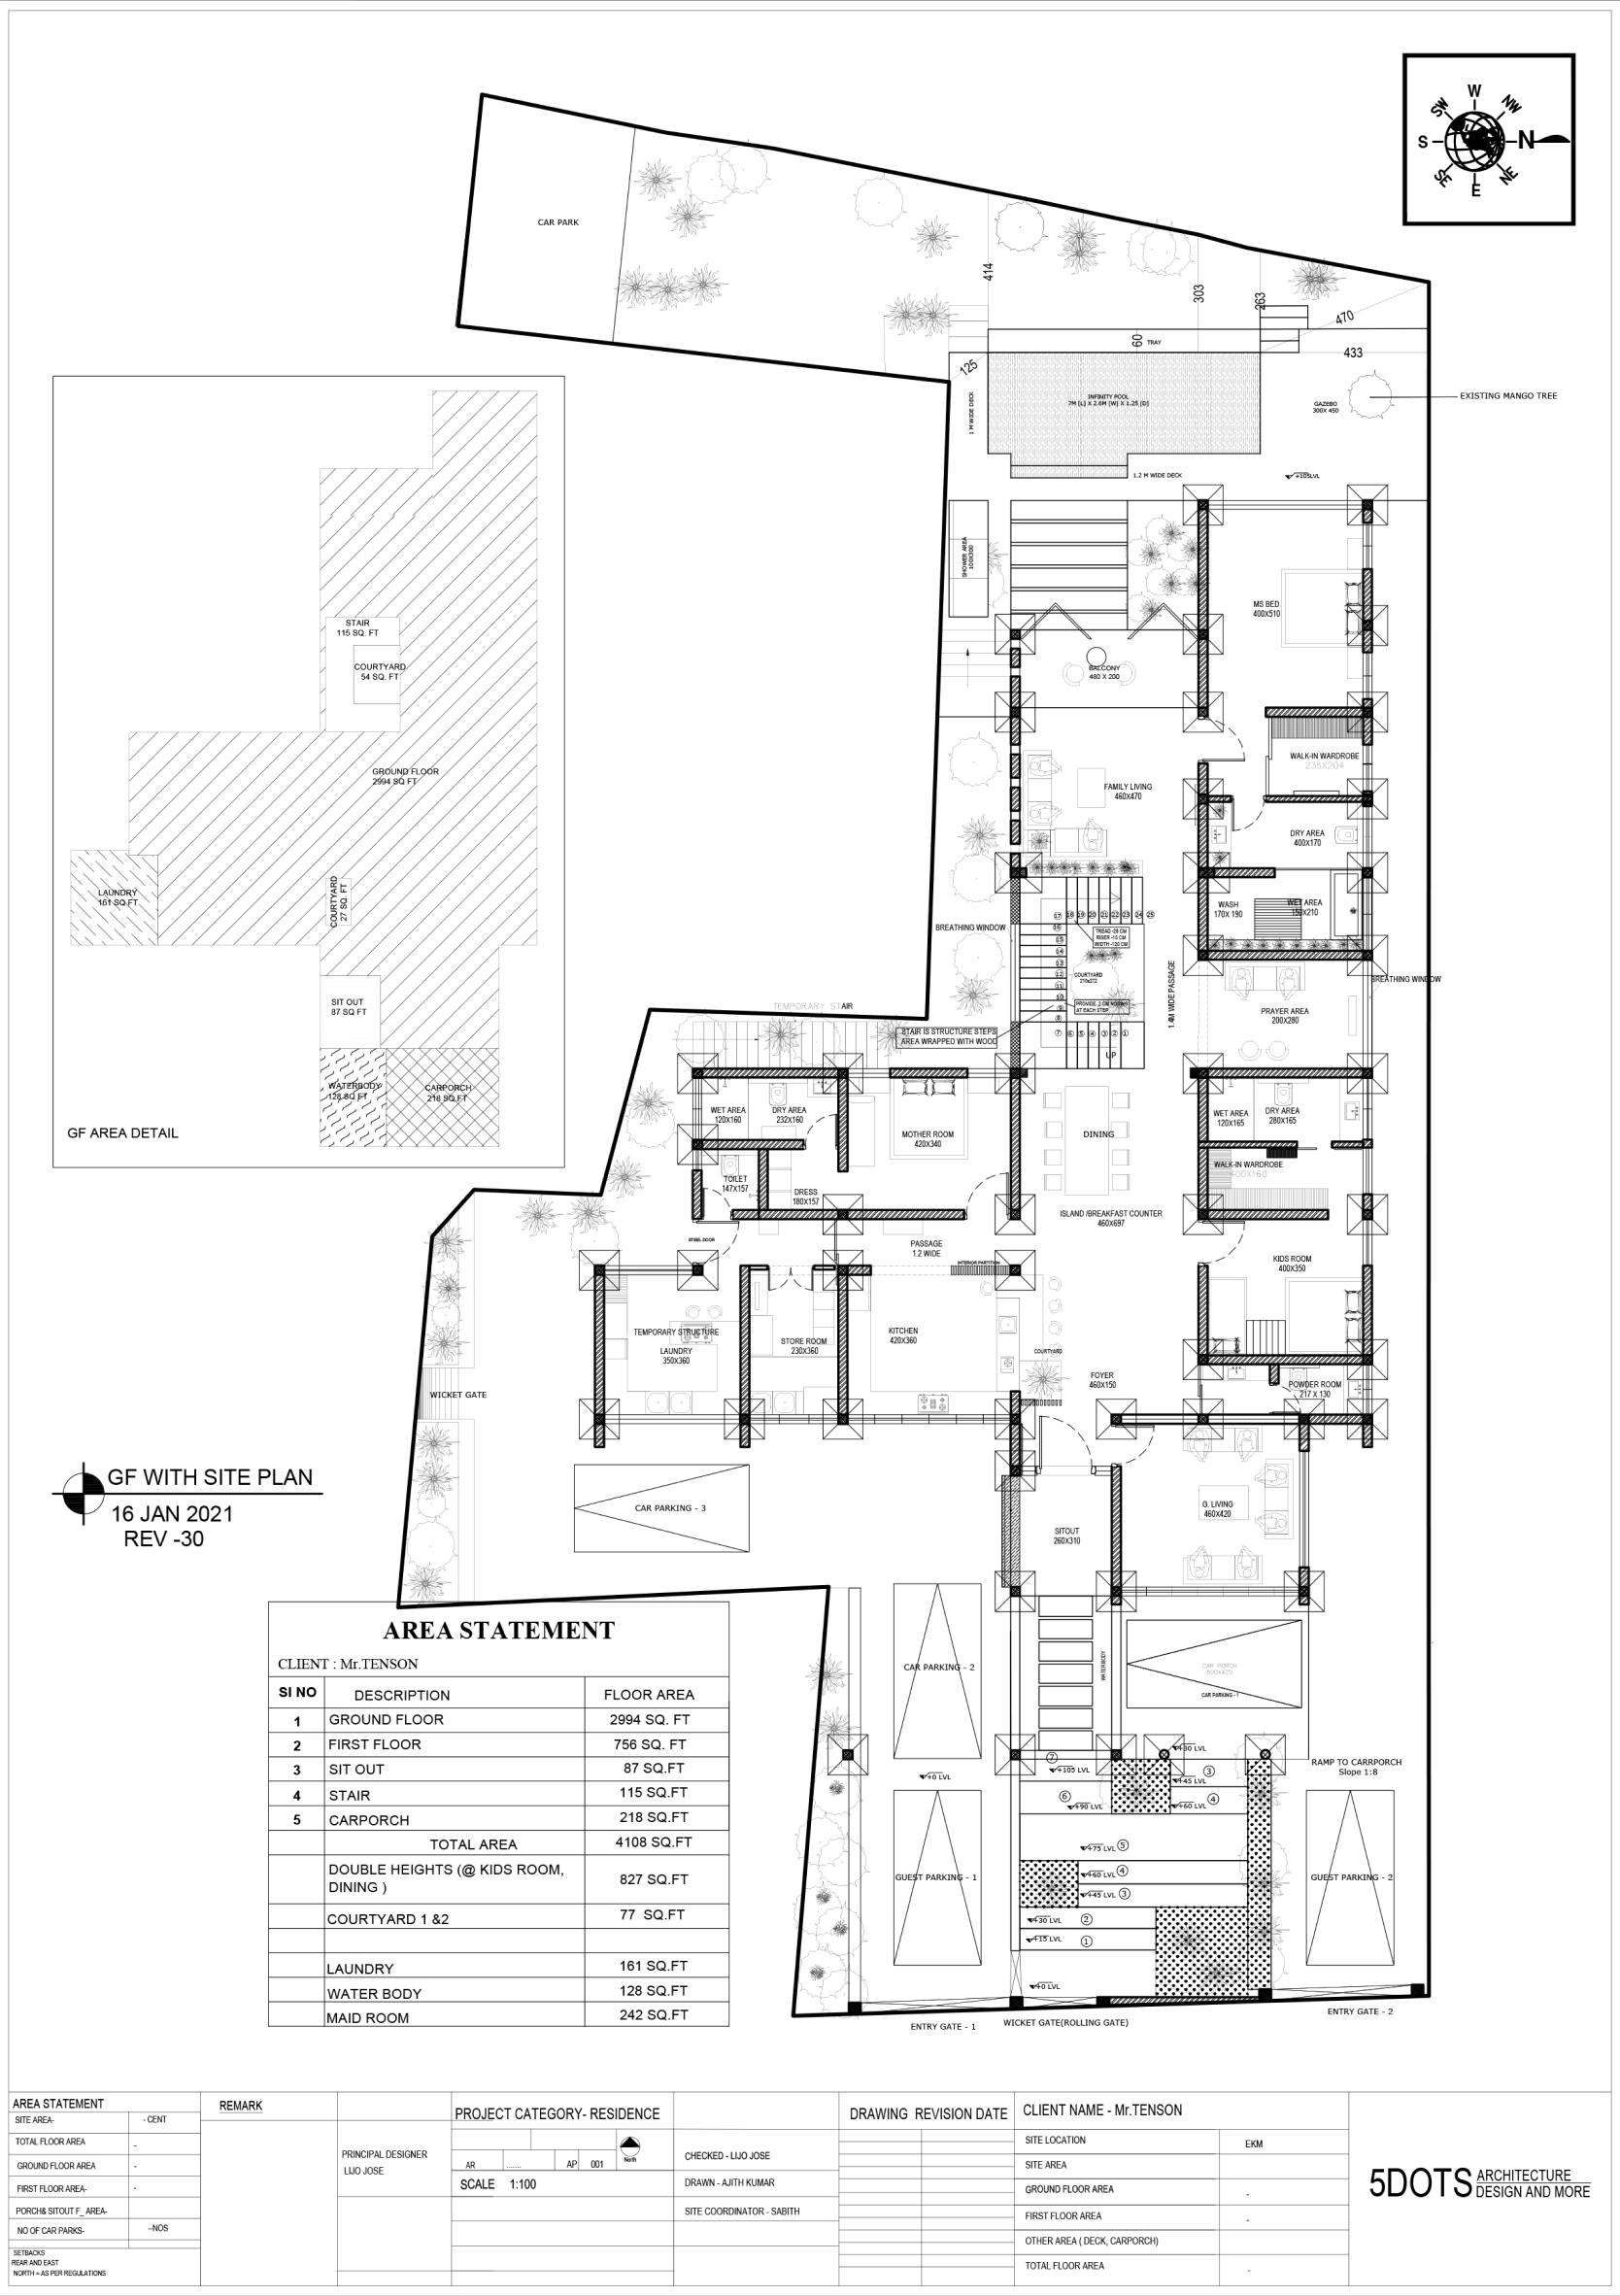 W
SW
NW
S
N
SE
NE
E
CAR PARK
414
303
263
470
60
TRAY
433
125
1 M WIDE DECK
INFINITY POOL
7M [L] X 2.6M [W] X 1.25 [D]
GAZEBO
300X 450
EXISTING MANGO TREE
1.2 M WIDE DECK
+105LVL
SHOWER AREA
100X300
MS BED
400X510
BALCONY
480 X 200
WALK-IN WARDROBE
235X204
FAMILY LIVING
460X470
DRY AREA
400X170
WASH
170X 190
WET AREA
150X210
17 18 19 20 21 22 23 24 25
16
15
14
13
12
11
10
9
8
7 6 5 4 3 2 1
TREAD -28 CM
RISER -15 CM
WIDTH -120 CM
BREATHING WINDOW
COURTYARD
210x272
PROVIDE 2 CM NOSING
AT EACH STEP
UP
1.4M WIDE PASSAGE
BREATHING WINDOW
PRAYER AREA
200X280
TEMPORARY STAIR
STAIR IS STRUCTURE STEPS
AREA WRAPPED WITH WOOD
WET AREA
120X160
DRY AREA
232X160
MOTHER ROOM
420X340
DINING
WET AREA
120X165
DRY AREA
280X165
WALK-IN WARDROBE
400X160
TOILET
147X157
DRESS
180X157
ISLAND /BREAKFAST COUNTER
460X697
STEEL DOOR
PASSAGE
1.2 WIDE
INTERIOR PARTITION
KIDS ROOM
400X350
TEMPORARY STRUCTURE
LAUNDRY
350X360
STORE ROOM
230X360
KITCHEN
420X360
COURTYARD
FOYER
460X150
POWDER ROOM
217 X 130
WICKET GATE
CAR PARKING - 3
SITOUT
260X310
G. LIVING
460X420
CAR PARKING - 2
WATERBODY
CAR PORCH
500X420
CAR PARKING -1
+30 LVL
7
+105 LVL
3
+45 LVL
RAMP TO CARRPORCH
Slope 1:8
+0 LVL
6
+90 LVL
4
+60 LVL
+75 LVL 5
+60 LVL 4
+45 LVL 3
GUEST PARKING - 1
GUEST PARKING - 2
+30 LVL 2
+15 LVL 1
+0 LVL
ENTRY GATE - 1
WICKET GATE(ROLLING GATE)
ENTRY GATE - 2
STAIR
115 SQ. FT
COURTYARD
54 SQ. FT
GROUND FLOOR
2994 SQ FT
LAUNDRY
161 SQ FT
COURTYARD
27 SQ. FT
SIT OUT
87 SQ FT
WATERBODY
128 SQ FT
CARPORCH
218 SQ.FT
GF AREA DETAIL
GF WITH SITE PLAN
16 JAN 2021
REV -30
AREA STATEMENT
CLIENT : Mr.TENSON
SI NO DESCRIPTION FLOOR AREA
1 GROUND FLOOR 2994 SQ. FT
2 FIRST FLOOR 756 SQ. FT
3 SIT OUT 87 SQ.FT
4 STAIR 115 SQ.FT
5 CARPORCH 218 SQ.FT
TOTAL AREA 4108 SQ.FT
DOUBLE HEIGHTS (@ KIDS ROOM,
DINING ) 827 SQ.FT
COURTYARD 1 &2 77 SQ.FT
LAUNDRY 161 SQ.FT
WATER BODY 128 SQ.FT
MAID ROOM 242 SQ.FT
AREA STATEMENT
SITE AREA- - CENT
TOTAL FLOOR AREA -
GROUND FLOOR AREA -
FIRST FLOOR AREA- -
PORCH& SITOUT F_ AREA-
NO OF CAR PARKS- --NOS
SETBACKS
REAR AND EAST
NORTH = AS PER REGULATIONS
REMARK
PRINCIPAL DESIGNER
LIJO JOSE
PROJECT CATEGORY- RESIDENCE
AR ....... AP 001
North
SCALE 1:100
CHECKED - LIJO JOSE
DRAWN - AJITH KUMAR
SITE COORDINATOR - SABITH
DRAWING REVISION DATE
CLIENT NAME - Mr.TENSON
SITE LOCATION EKM
SITE AREA
GROUND FLOOR AREA -
FIRST FLOOR AREA -
OTHER AREA ( DECK, CARPORCH)
TOTAL FLOOR AREA -
5DOTS ARCHITECTURE
DESIGN AND MORE